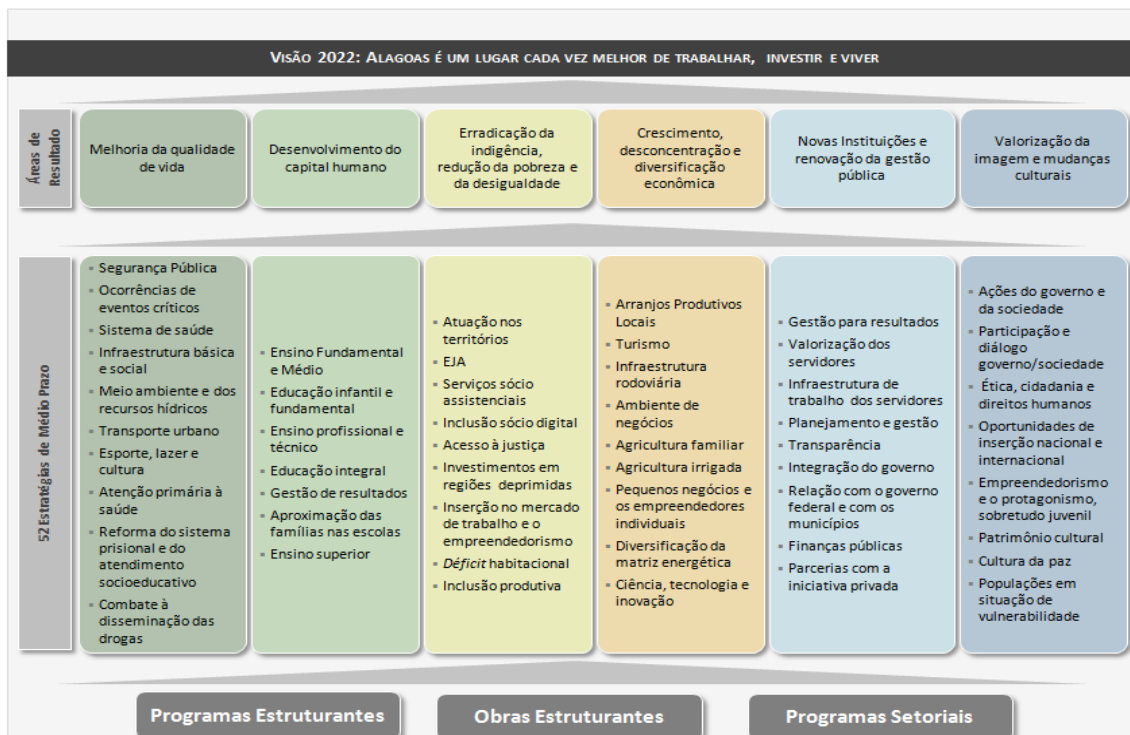 VISÃO 2022: ALAGOAS É UM LUGAR CADA VEZ MELHOR DE TRABALHAR, INVESTIR E VIVER
Áreas de
Resultado
Melhoria da qualidade
de vida
Desenvolvimento do
capital humano
Erradicação da
indigência,
redução da pobreza e
da desigualdade
Crescimento,
desconcentração e
diversificação
econômica
Novas Instituições e
renovação da gestão
pública
Valorização da
imagem e mudanças
culturais
52 Estratégias de Médio Prazo
▪ Segurança Pública
▪ Ocorrências de
eventos críticos
▪ Sistema de saúde
▪ Infraestrutura básica
e social
▪ Meio ambiente e dos
recursos hídricos
▪ Transporte urbano
▪ Esporte, lazer e
cultura
▪ Atenção primária à
saúde
▪ Reforma do sistema
prisional e do
atendimento
socioeducativo
▪ Combate à
disseminação das
drogas
▪ Ensino Fundamental
e Médio
▪ Educação infantil e
fundamental
▪ Ensino profissional e
técnico
▪ Educação integral
▪ Gestão de resultados
▪ Aproximação das
famílias nas escolas
▪ Ensino superior
▪ Atuação nos
territórios
▪ EJA
▪ Serviços sócio
assistenciais
▪ Inclusão sócio digital
▪ Acesso à justiça
▪ Investimentos em
regiões deprimidas
▪ Inserção no mercado
de trabalho e o
empreendedorismo
▪ Déficit habitacional
▪ Inclusão produtiva
▪ Arranjos Produtivos
Locais
▪ Turismo
▪ Infraestrutura
rodoviária
▪ Ambiente de
negócios
▪ Agricultura familiar
▪ Agricultura irrigada
▪ Pequenos negócios e
os empreendedores
individuais
▪ Diversificação da
matriz energética
▪ Ciência, tecnologia e
inovação
▪ Gestão para resultados
▪ Valorização dos
servidores
▪ Infraestrutura de
trabalho dos servidores
▪ Planejamento e gestão
▪ Transparência
▪ Integração do governo
▪ Relação com o governo
federal e com os
municípios
▪ Finanças públicas
▪ Parcerias com a
iniciativa privada
▪ Ações do governo e
da sociedade
▪ Participação e
diálogo
governo/sociedade
▪ Ética, cidadania e
direitos humanos
▪ Oportunidades de
inserção nacional e
internacional
▪ Empreendedorismo
e o protagonismo,
sobretudo juvenil
▪ Patrimônio cultural
▪ Cultura da paz
▪ Populações em
situação de
vulnerabilidade
Programas Estruturantes
Obras Estruturantes
Programas Setoriais